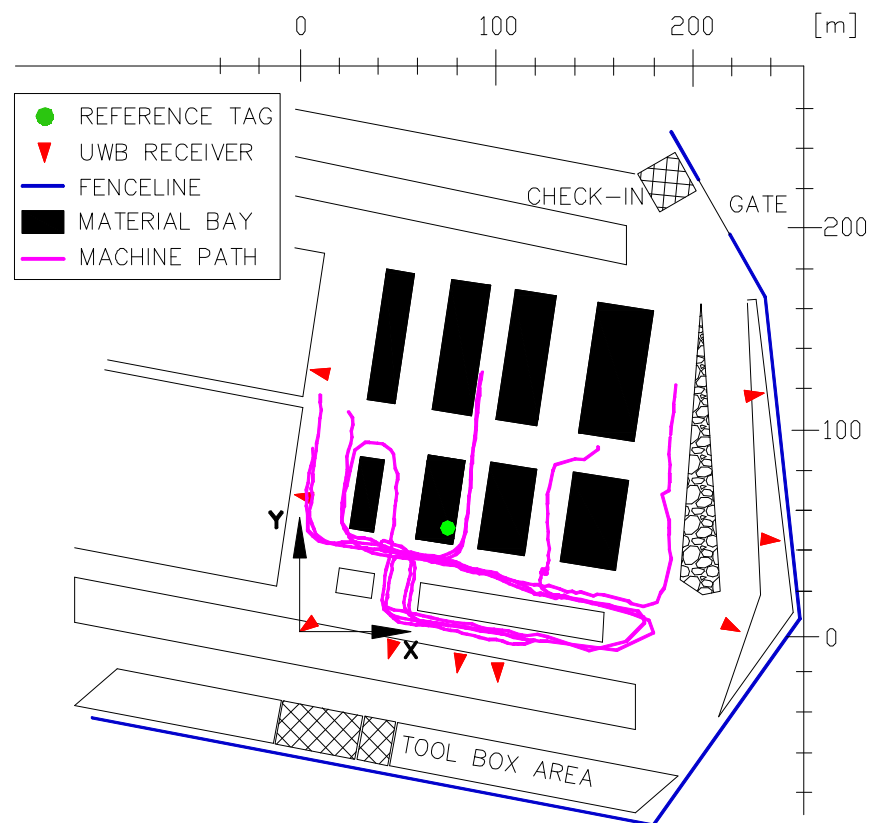 0 100 200 [m]
REFERENCE TAG
UWB RECEIVER
FENCELINE
MATERIAL BAY
MACHINE PATH
CHECK-IN
GATE
200
100
Y
0
X
TOOL BOX AREA